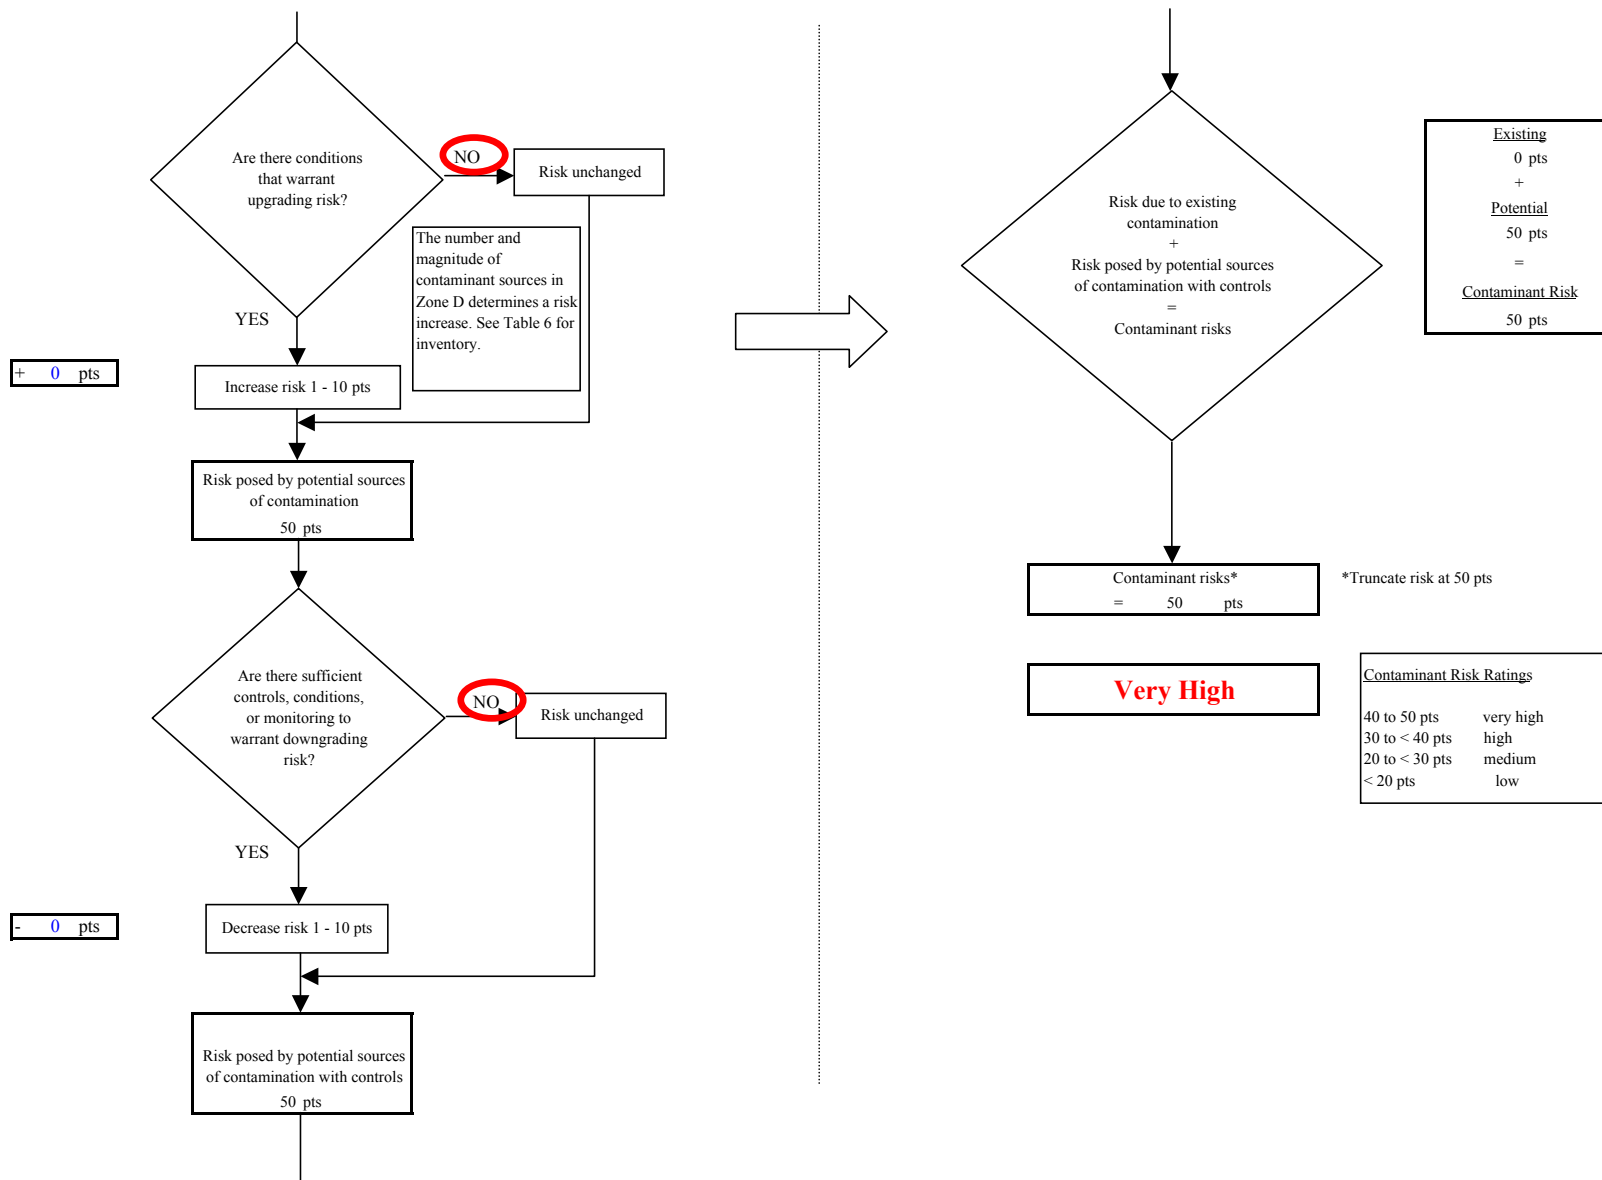 Are there conditions
that warrant
upgrading risk?
NO
Risk unchanged
The number and
magnitude of
contaminant sources in
Zone D determines a risk
increase. See Table 6 for
inventory.
YES
+ 0 pts
Increase risk 1 - 10 pts
Risk posed by potential sources
of contamination
50 pts
Are there sufficient
controls, conditions,
or monitoring to
warrant downgrading
risk?
NO
Risk unchanged
YES
- 0 pts
Decrease risk 1 - 10 pts
Risk posed by potential sources
of contamination with controls
50 pts
Risk due to existing
contamination
+
Risk posed by potential sources
of contamination with controls
=
Contaminant risks
Existing
0 pts
+
Potential
50 pts
=
Contaminant Risk
50 pts
Contaminant risks*
= 50 pts
*Truncate risk at 50 pts
Very High
Contaminant Risk Ratings
40 to 50 pts very high
30 to < 40 pts high
20 to < 30 pts medium
< 20 pts low